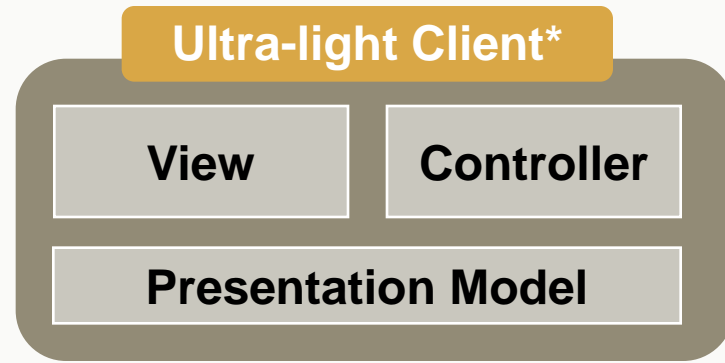 Ultra-light Client*
View
Controller
Presentation Model